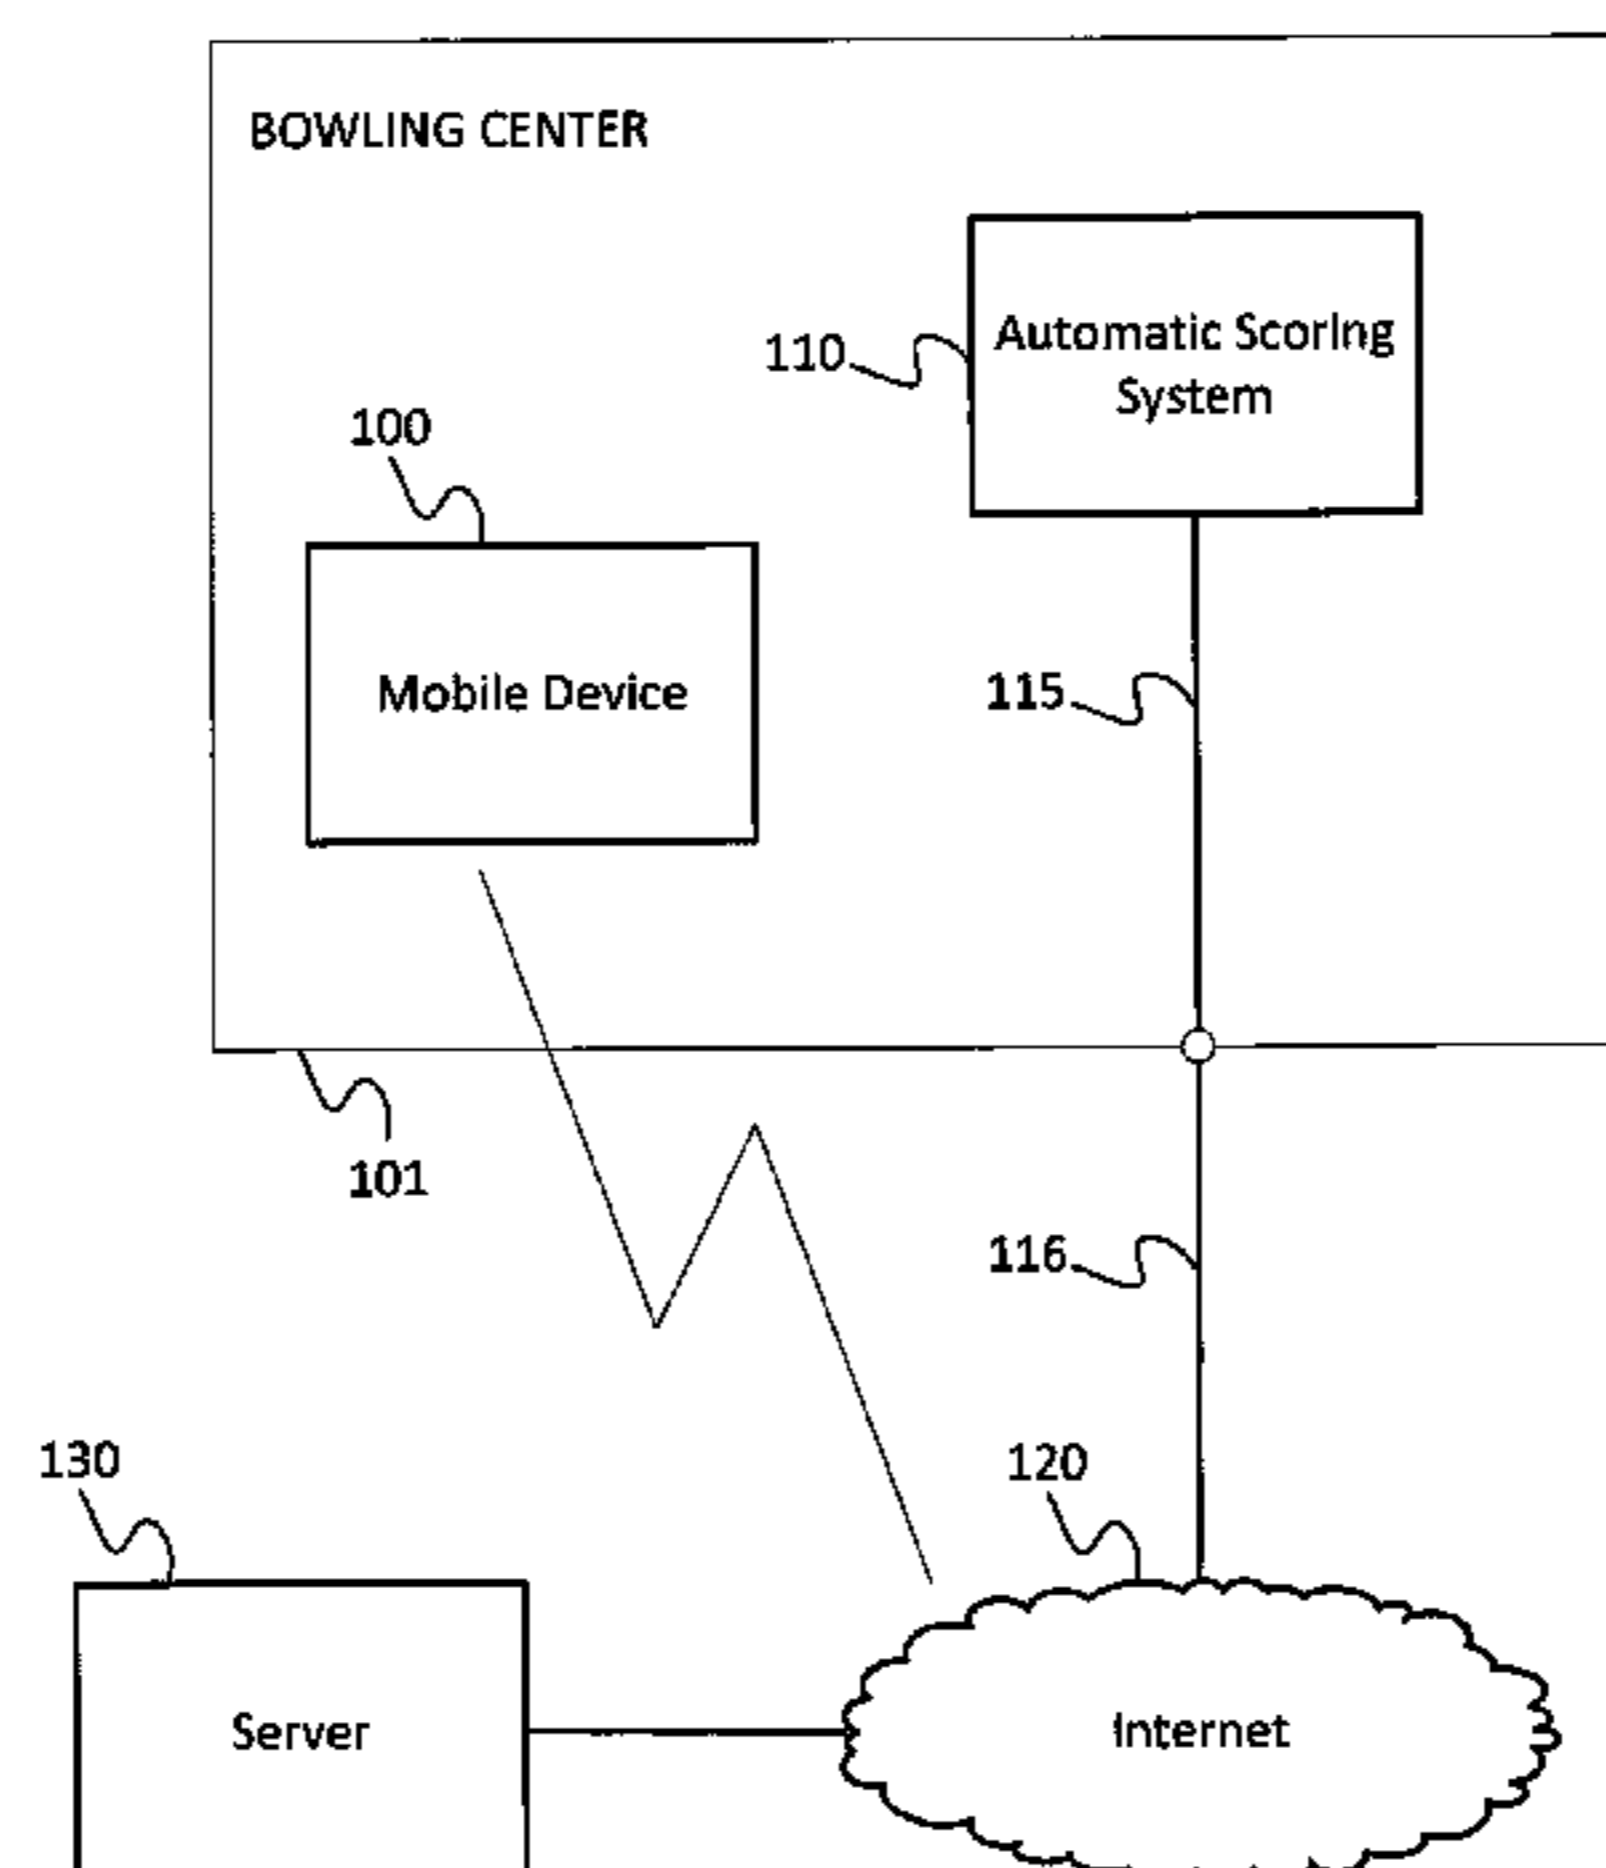 BOWLING CENTER
110
Automatic Scoring
System
100
Mobile Device
115
101
116
130
120
Server
Internet